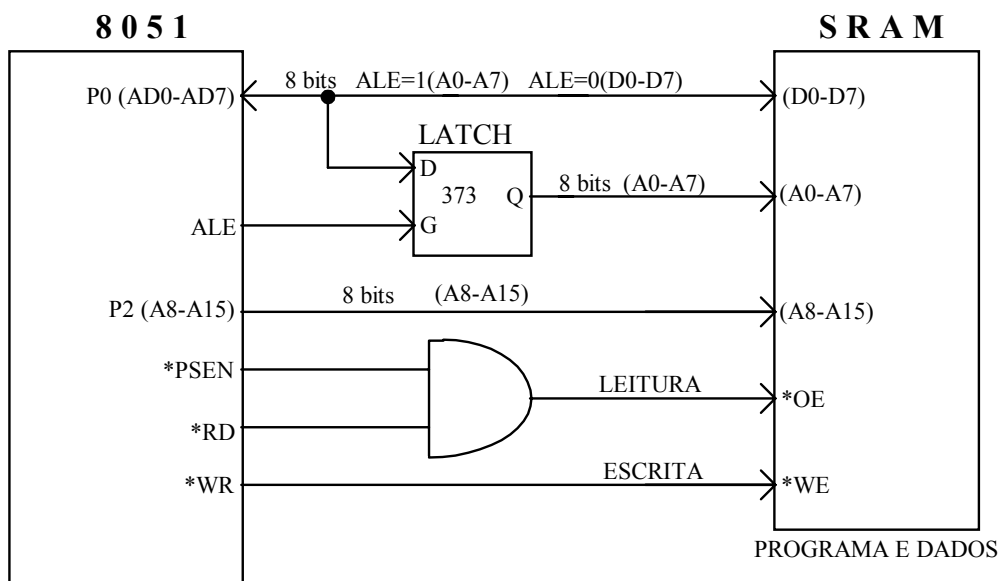 8051
SRAM
P0 (AD0-AD7)
8 bits
ALE=1(A0-A7)
ALE=0(D0-D7)
(D0-D7)
LATCH
D
373
Q
G
8 bits (A0-A7)
(A0-A7)
ALE
P2 (A8-A15)
8 bits
(A8-A15)
(A8-A15)
*PSEN
LEITURA
*OE
*RD
*WR
ESCRITA
*WE
PROGRAMA E DADOS